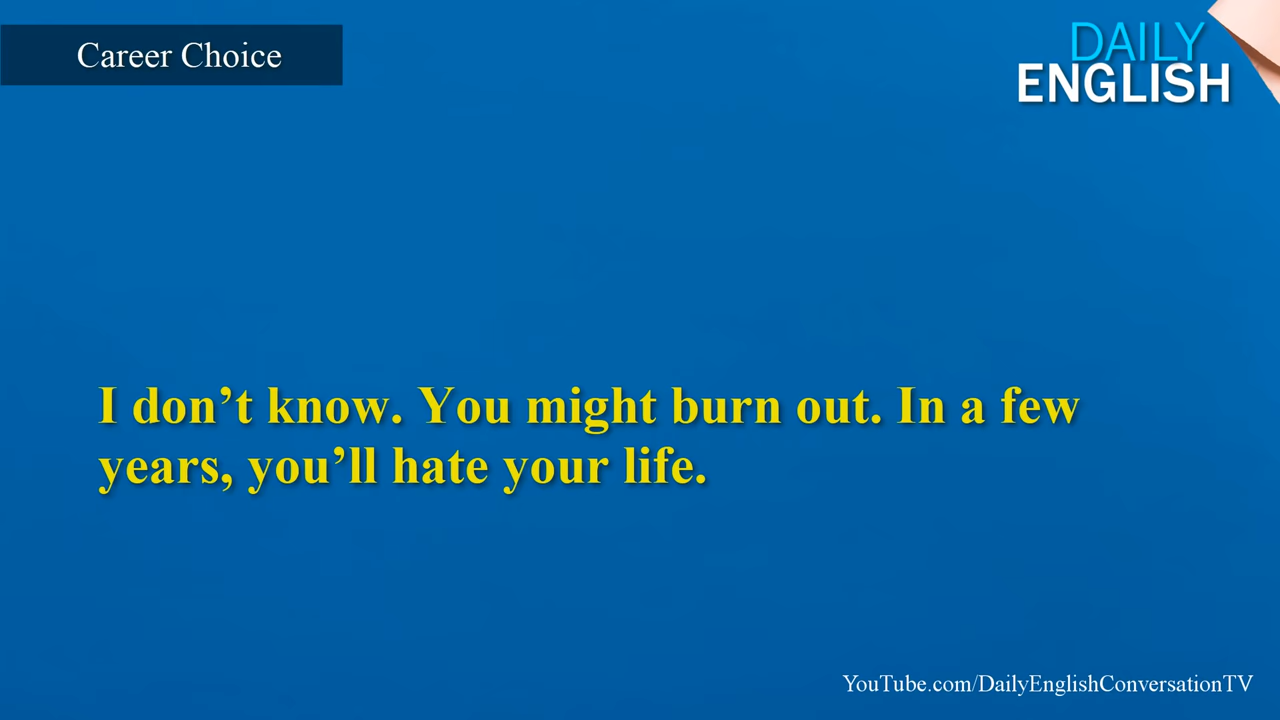 Career Choice
DAILY
ENGLISH
I don’t know. You might burn out. In a few
years, you’ll hate your life.
YouTube.com/DailyEnglishConversationTV